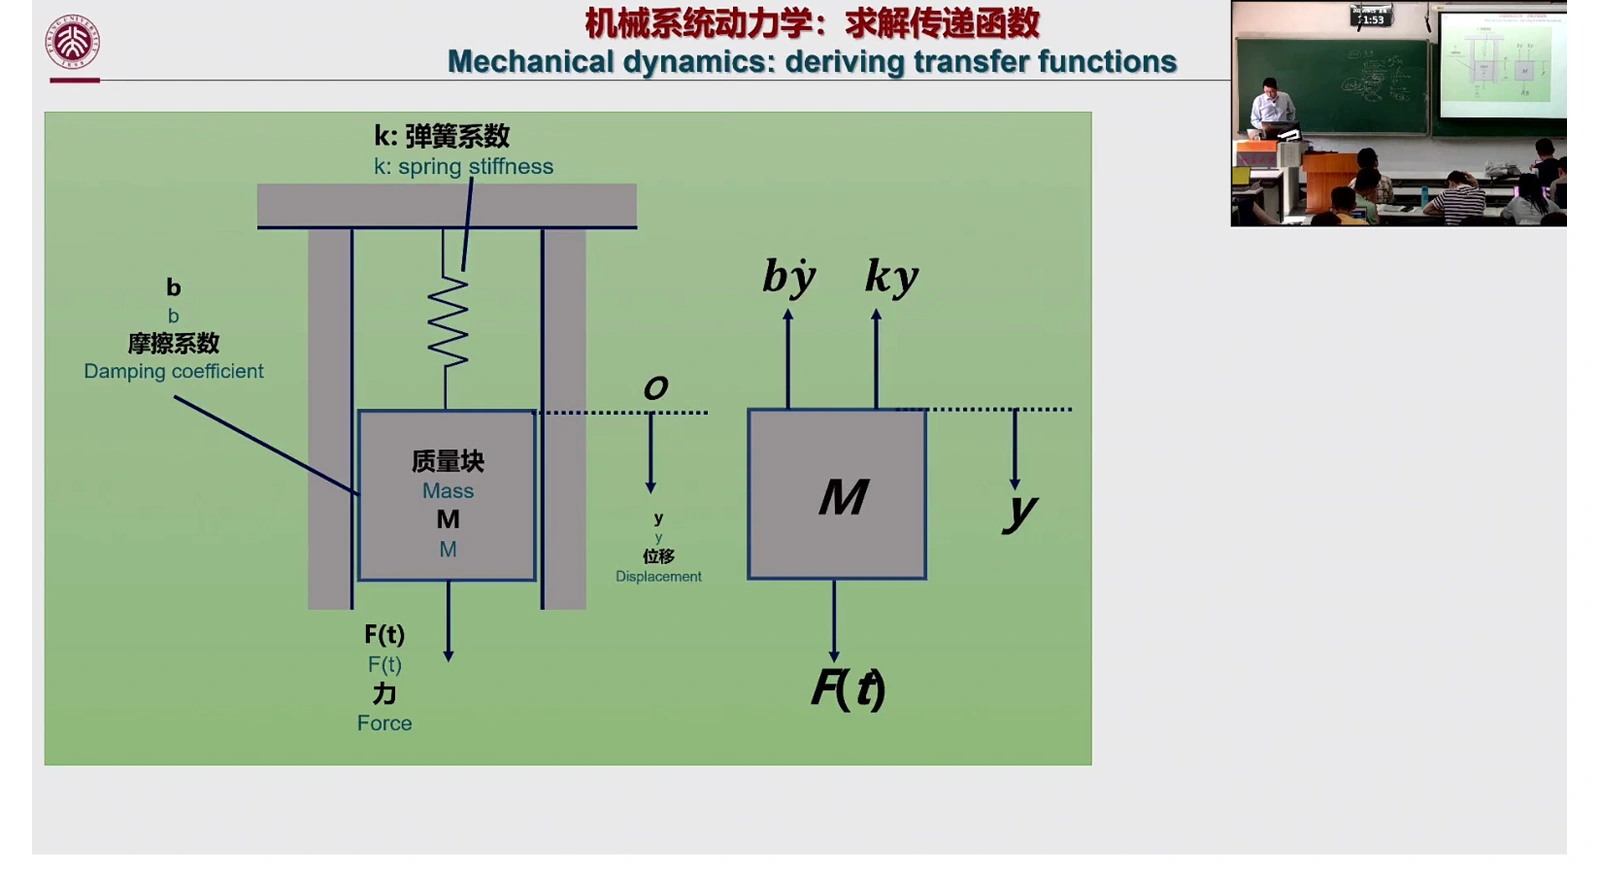 机械系统动力学：求解传递函数
Mechanical dynamics: deriving transfer functions
k: 弹簧系数
k: spring stiffness
b
b
摩擦系数
Damping coefficient
质量块
Mass
M
M
O
y
y
位移
Displacement
F(t)
F(t)
力
Force
bẏ
ky
M
y
F(t)
1:53